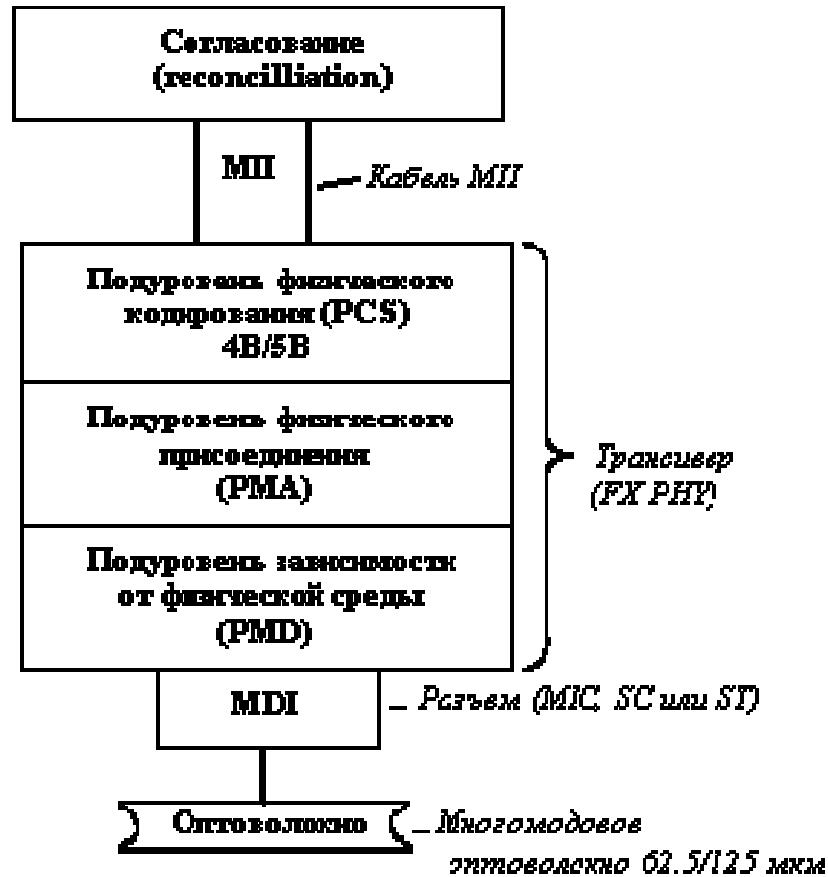 Согласование
(reconcilliation)
MII
Кабель MII
Подуровень физического
кодирования (PCS)
4B/5B
Подуровень физического
присоединения
(PMA)
Трансивер
(FX PHY)
Подуровень зависимости
от физической среды
(PMD)
MDI
Разъем (MIC, SC или ST)
Оптоволокно
Многомодовое
оптоволокно 62.5/125 мкм